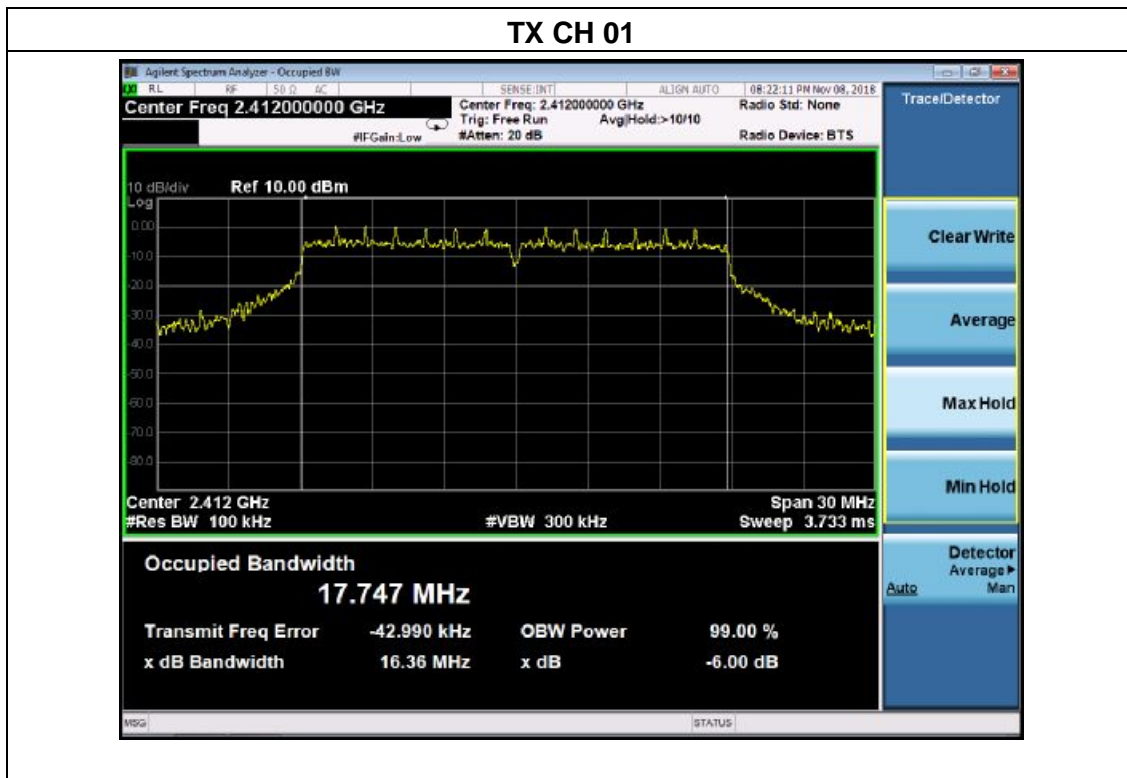 TX CH 01
Agilent Spectrum Analyzer - Occupied BW
RL RF 50 Ω AC SENSE:INT ALIGN AUTO 08:22:11 PM Nov 08, 2018
Center Freq 2.412000000 GHz
Center Freq: 2.412000000 GHz
Radio Std: None
Trig: Free Run Avg|Hold:>10/10
#IFGain:Low
#Atten: 20 dB
Radio Device: BTS
Trace/Detector
10 dB/div Ref 10.00 dBm
Log
0.00
-10.0
-20.0
-30.0
-40.0
-50.0
-60.0
-70.0
-80.0
Center 2.412 GHz
Span 30 MHz
#Res BW 100 kHz
#VBW 300 kHz
Sweep 3.733 ms
Clear Write
Average
Max Hold
Min Hold
Detector
Average
Auto Man
Occupied Bandwidth
17.747 MHz
Transmit Freq Error -42.990 kHz OBW Power 99.00 %
x dB Bandwidth 16.36 MHz x dB -6.00 dB
MSG
STATUS